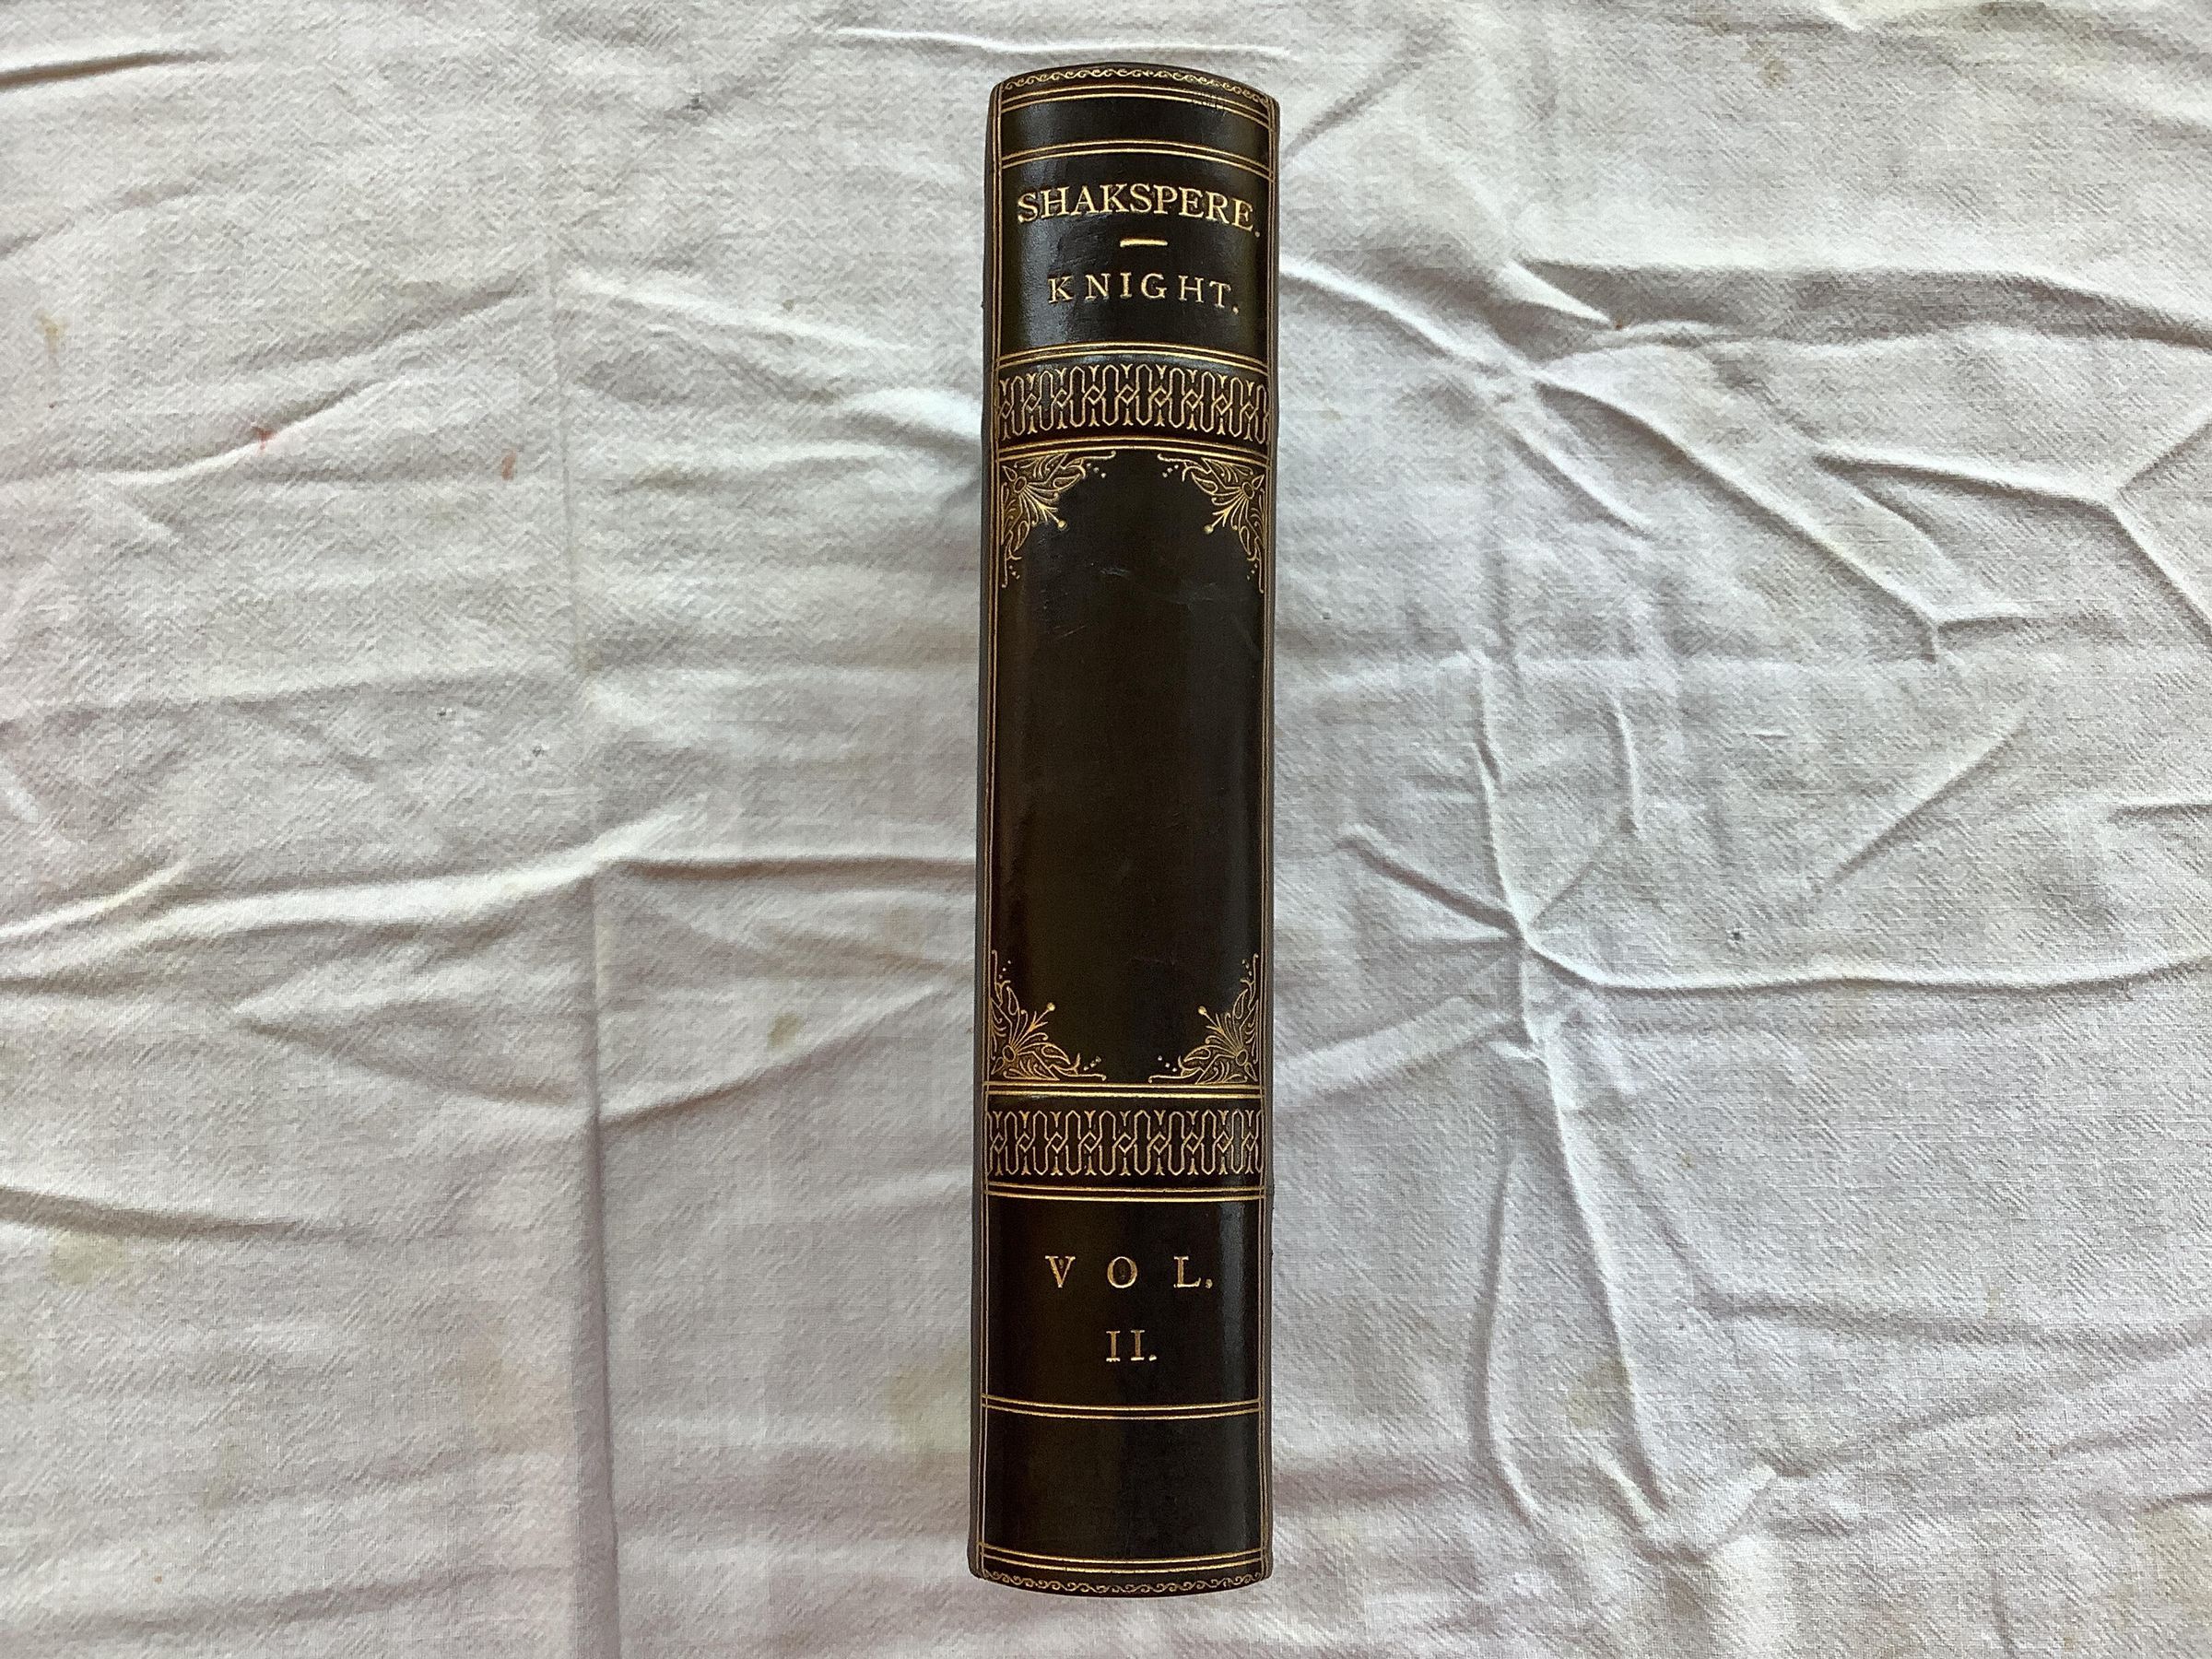 SHAKSPERE.
KNIGHT.
VOL.
II.